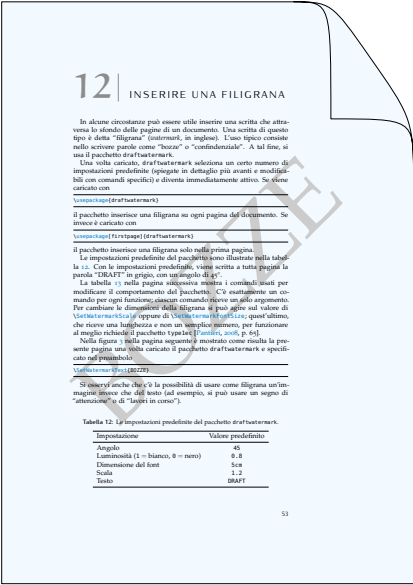 12 INSERIRE UNA FILIGRANA
In alcune circostanze può essere utile inserire una scritta che attra-
versa lo sfondo delle pagine di un documento. Una scritta di questo
tipo è detta “filigrana” (watermark, in inglese). L'uso tipico consiste
nello scrivere parole come “bozze” o “confidenziale”. A tal fine, si
usa il pacchetto draftwatermark.
Una volta caricato, draftwatermark seleziona un certo numero di
impostazioni predefinite (spiegate in dettaglio più avanti e modifica-
bili con comandi specifici) e diventa immediatamente attivo. Se viene
caricato con
\usepackage{draftwatermark}
il pacchetto inserisce una filigrana su ogni pagina del documento. Se
invece è caricato con
\usepackage[firstpage]{draftwatermark}
il pacchetto inserisce una filigrana solo nella prima pagina.
Le impostazioni predefinite del pacchetto sono illustrate nella tabel-
la 12. Con le impostazioni predefinite, viene scritta a tutta pagina la
parola “DRAFT” in grigio, con un angolo di 45°.
La tabella 13 nella pagina successiva mostra i comandi usati per
modificare il comportamento del pacchetto. C'è esattamente un co-
mando per ogni funzione; ciascun comando riceve un solo argomento.
Per cambiare le dimensioni della filigrana si può agire sul valore di
\SetWatermarkScale oppure di \SetWatermarkFontSize; quest'ultimo,
che riceve una lunghezza e non un semplice numero, per funzionare
al meglio richiede il pacchetto type1ec [Pantieri, 2008, p. 65].
Nella figura 3 nella pagina seguente è mostrato come risulta la pre-
sente pagina una volta caricato il pacchetto draftwatermark e specifi-
cato nel preambolo
\SetWatermarkText{BOZZE}
Si osservi anche che c'è la possibilità di usare come filigrana un'im-
magine invece che del testo (ad esempio, si può usare un segno di
“attenzione” o di “lavori in corso”).
Tabella 12: Le impostazioni predefinite del pacchetto draftwatermark.
Impostazione Valore predefinito
Angolo 45
Luminosità (1 = bianco, 0 = nero) 0.8
Dimensione del font 5cm
Scala 1.2
Testo DRAFT
53
BOZZE